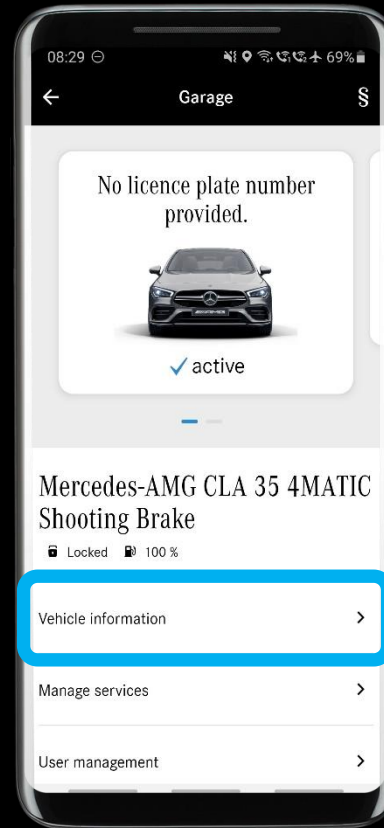 08:29
69%
Garage
§
No licence plate number
provided.
active
Mercedes-AMG CLA 35 4MATIC
Shooting Brake
Locked 100 %
Vehicle information
Manage services
User management